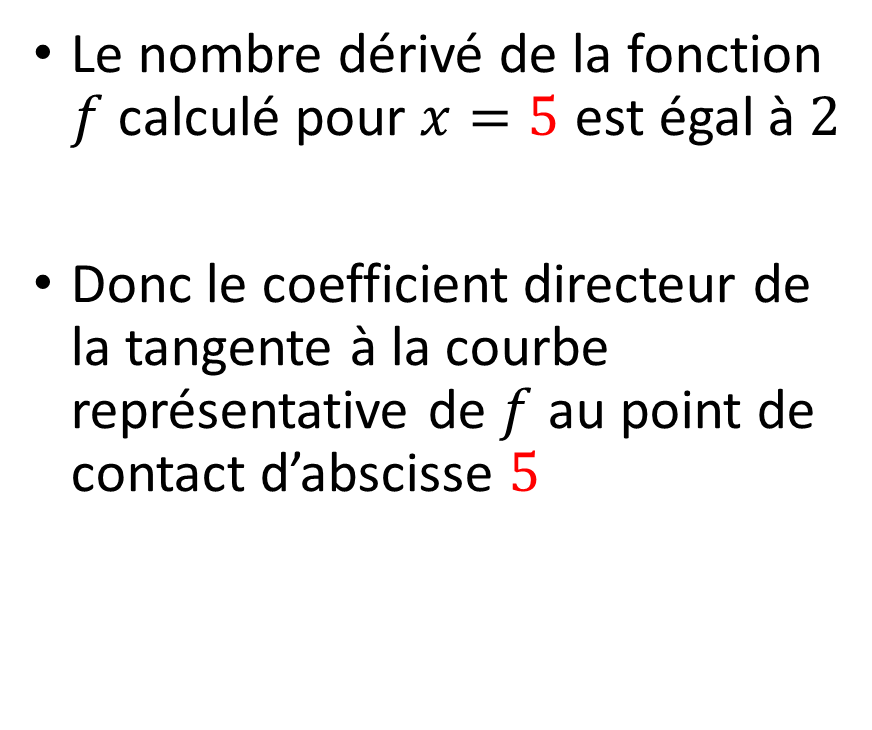 • Le nombre dérivé de la fonction
𝑓 calculé pour 𝑥 = 5 est égal à 2
• Donc le coefficient directeur de
la tangente à la courbe
représentative de 𝑓 au point de
contact d’abscisse 5